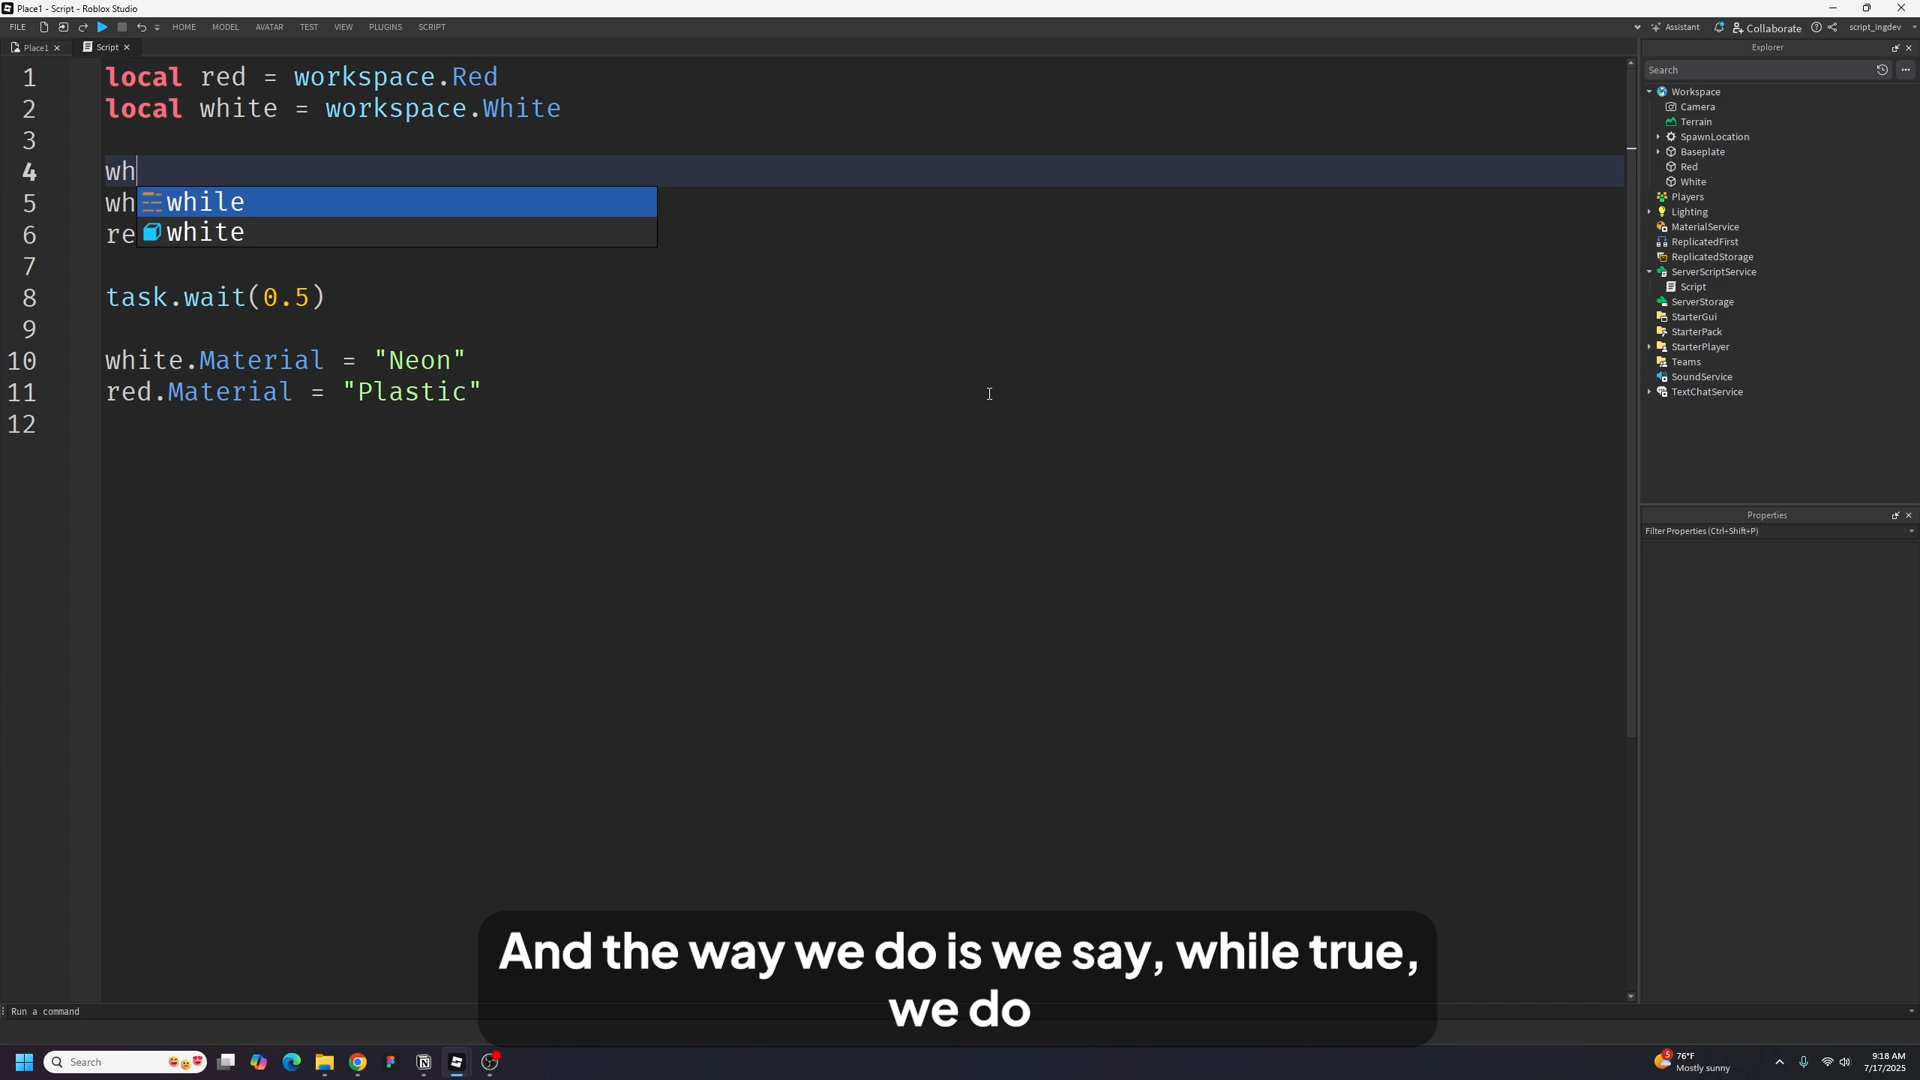 Place1 - Script - Roblox Studio
FILE HOME MODEL AVATAR TEST VIEW PLUGINS SCRIPT Assistant Collaborate script_ingdev
Place1 Script
1 local red = workspace.Red
2 local white = workspace.White
3
4 wh
while
white
5 wh
6 re
7
8 task.wait(0.5)
9
10 white.Material = "Neon"
11 red.Material = "Plastic"
12
Explorer
Search
Workspace
Camera
Terrain
SpawnLocation
Baseplate
Red
White
Players
Lighting
MaterialService
ReplicatedFirst
ReplicatedStorage
ServerScriptService
Script
ServerStorage
StarterGui
StarterPack
StarterPlayer
Teams
SoundService
TextChatService
Properties
Filter Properties (Ctrl+Shift+P)
And the way we do is we say, while true,
we do
Run a command
Search
5
76°F
Mostly sunny
9:18 AM
7/17/2025